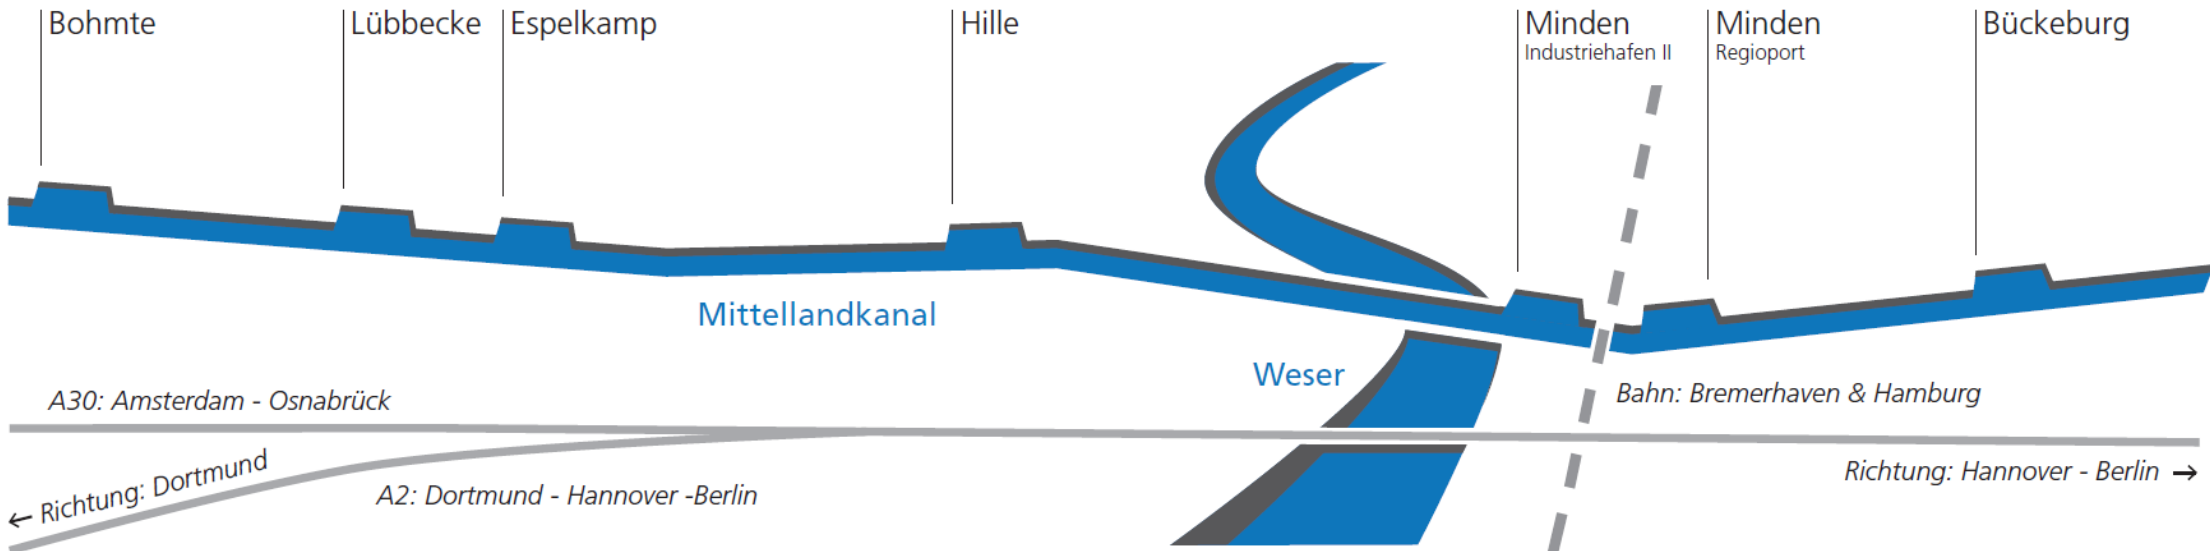 Bohmte
Lübbecke
Espelkamp
Hille
Minden
Industriehafen II
Minden
Regioport
Bückeburg
Mittellandkanal
Weser
A30: Amsterdam - Osnabrück
Bahn: Bremerhaven & Hamburg
← Richtung: Dortmund
A2: Dortmund - Hannover -Berlin
Richtung: Hannover - Berlin →